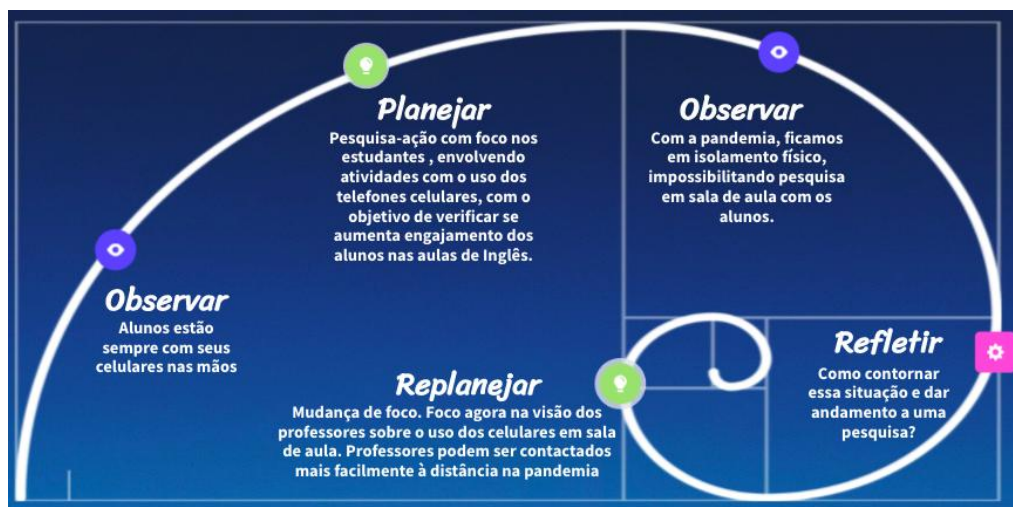 Observar
Alunos estão
sempre com seus
celulares nas mãos
Planejar
Pesquisa-ação com foco nos
estudantes , envolvendo
atividades com o uso dos
telefones celulares, com o
objetivo de verificar se
aumenta engajamento dos
alunos nas aulas de Inglês.
Observar
Com a pandemia, ficamos
em isolamento físico,
impossibilitando pesquisa
em sala de aula com os
alunos.
Refletir
Como contornar
essa situação e dar
andamento a uma
pesquisa?
Replanejar
Mudança de foco. Foco agora na visão dos
professores sobre o uso dos celulares em sala
de aula. Professores podem ser contactados
mais facilmente à distância na pandemia